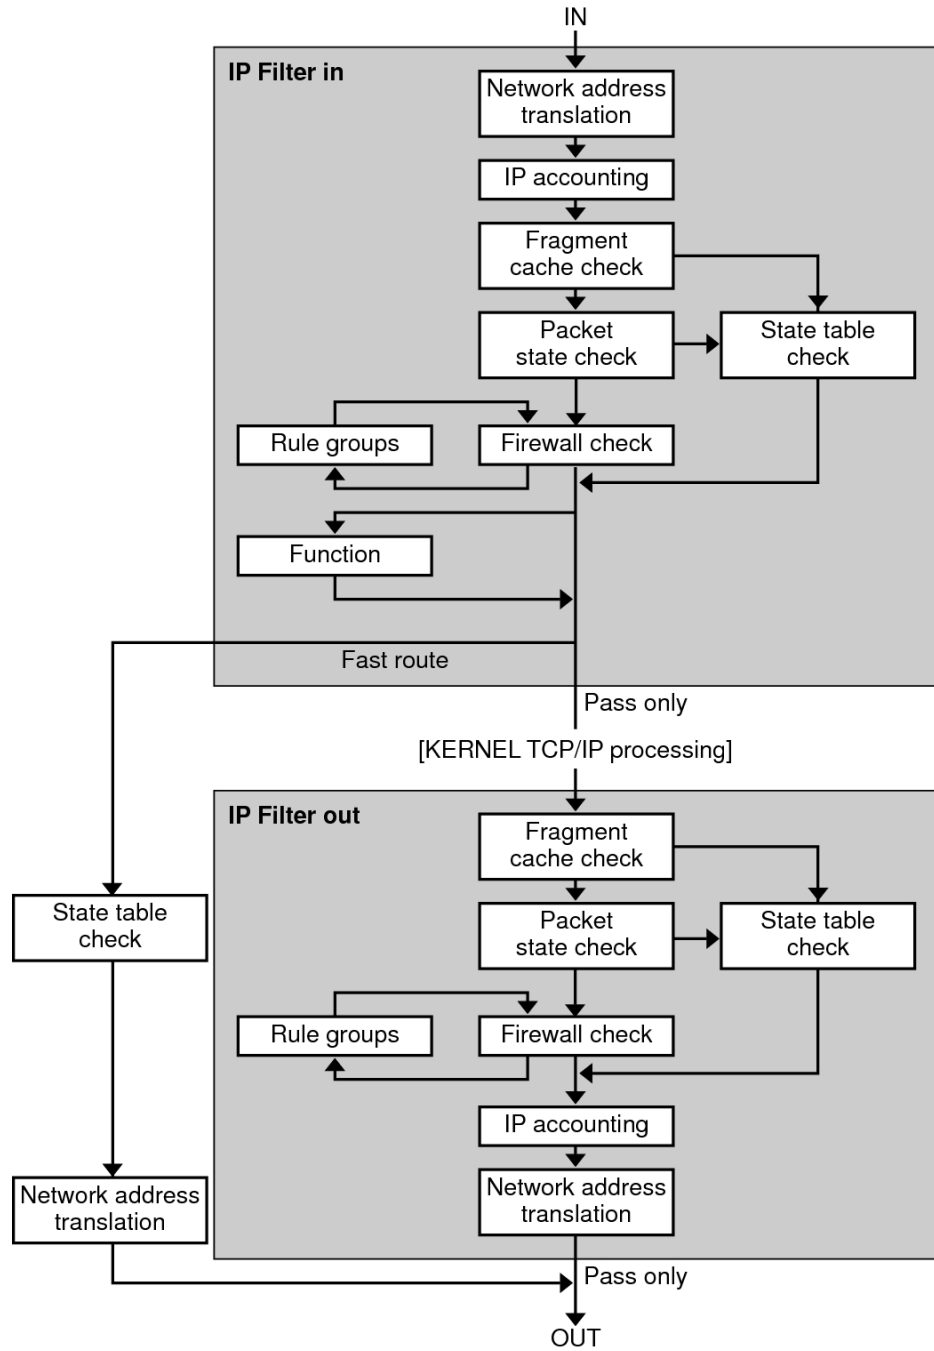 IN
IP Filter in
Network address
translation
IP accounting
Fragment
cache check
Packet
state check
State table
check
Rule groups
Firewall check
Function
Fast route
Pass only
[KERNEL TCP/IP processing]
IP Filter out
Fragment
cache check
State table
check
Packet
state check
State table
check
Rule groups
Firewall check
IP accounting
Network address
translation
Network address
translation
Pass only
OUT